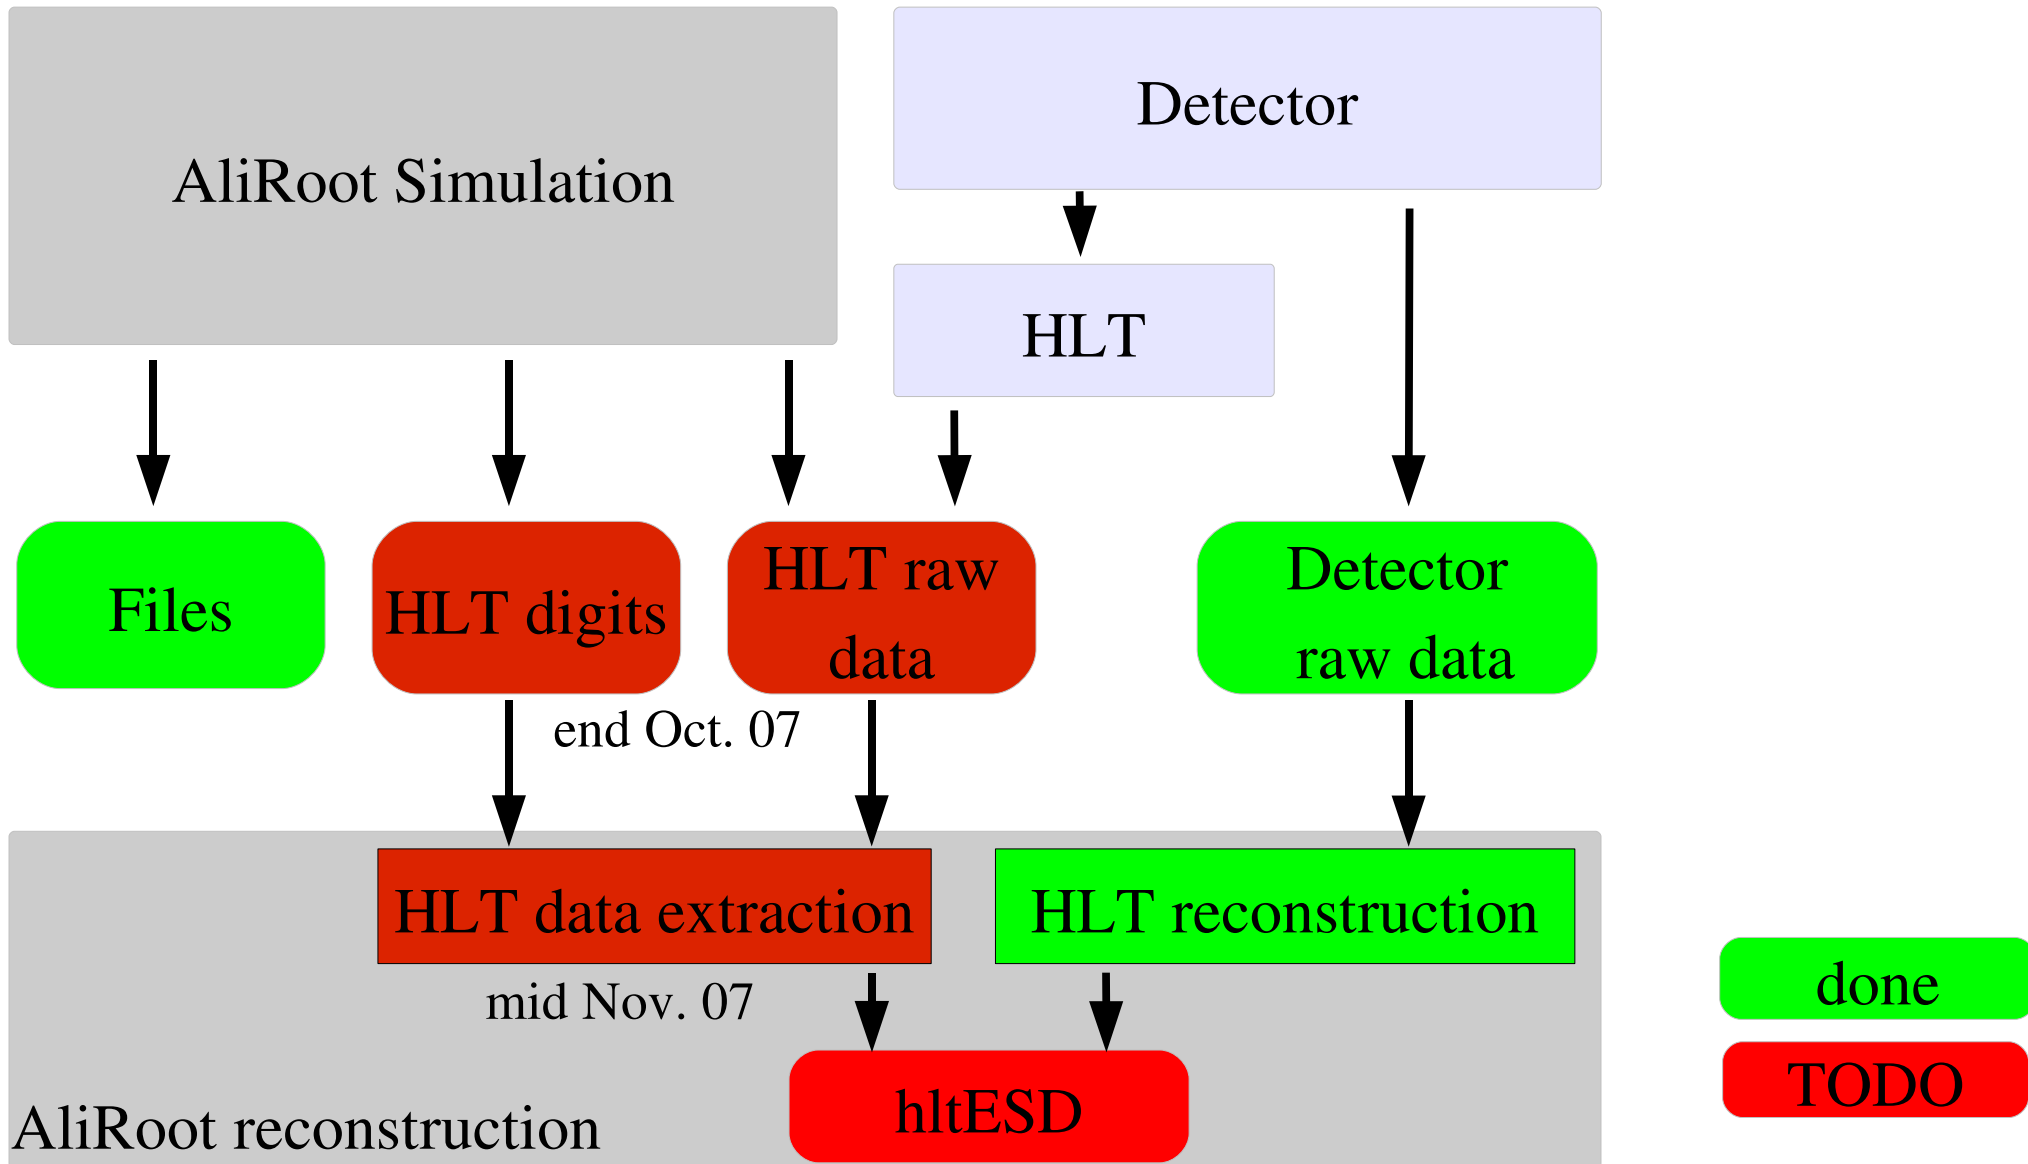 AliRoot Simulation
Detector
HLT
Files
HLT digits
HLT raw
data
Detector
raw data
end Oct. 07
HLT data extraction
HLT reconstruction
mid Nov. 07
hltESD
AliRoot reconstruction
done
TODO